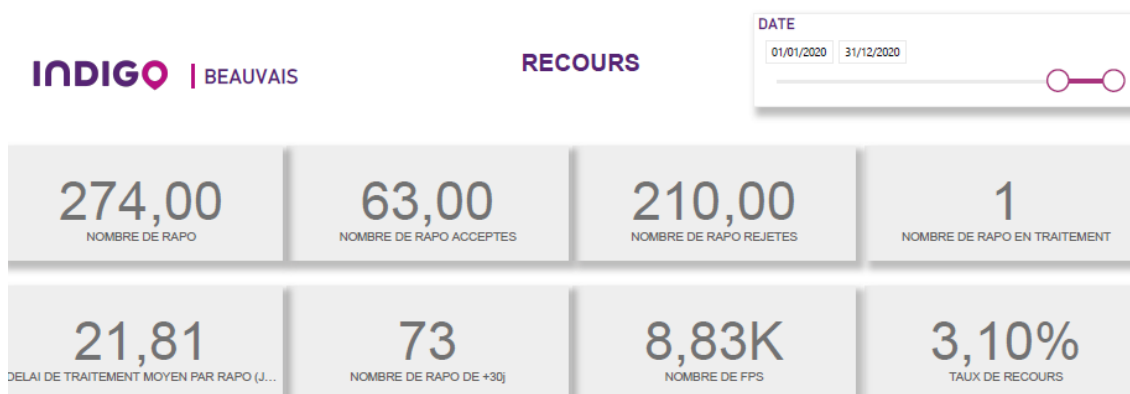 DATE
01/01/2020 31/12/2020
INDIGO | BEAUVAIS
RECOURS
274,00 63,00 210,00 1
NOMBRE DE RAPO NOMBRE DE RAPO ACCEPTES NOMBRE DE RAPO REJETES NOMBRE DE RAPO EN TRAITEMENT
21,81 73 8,83K 3,10%
DELAI DE TRAITEMENT MOYEN PAR RAPO (J... NOMBRE DE RAPO DE +30j NOMBRE DE FPS TAUX DE RECOURS